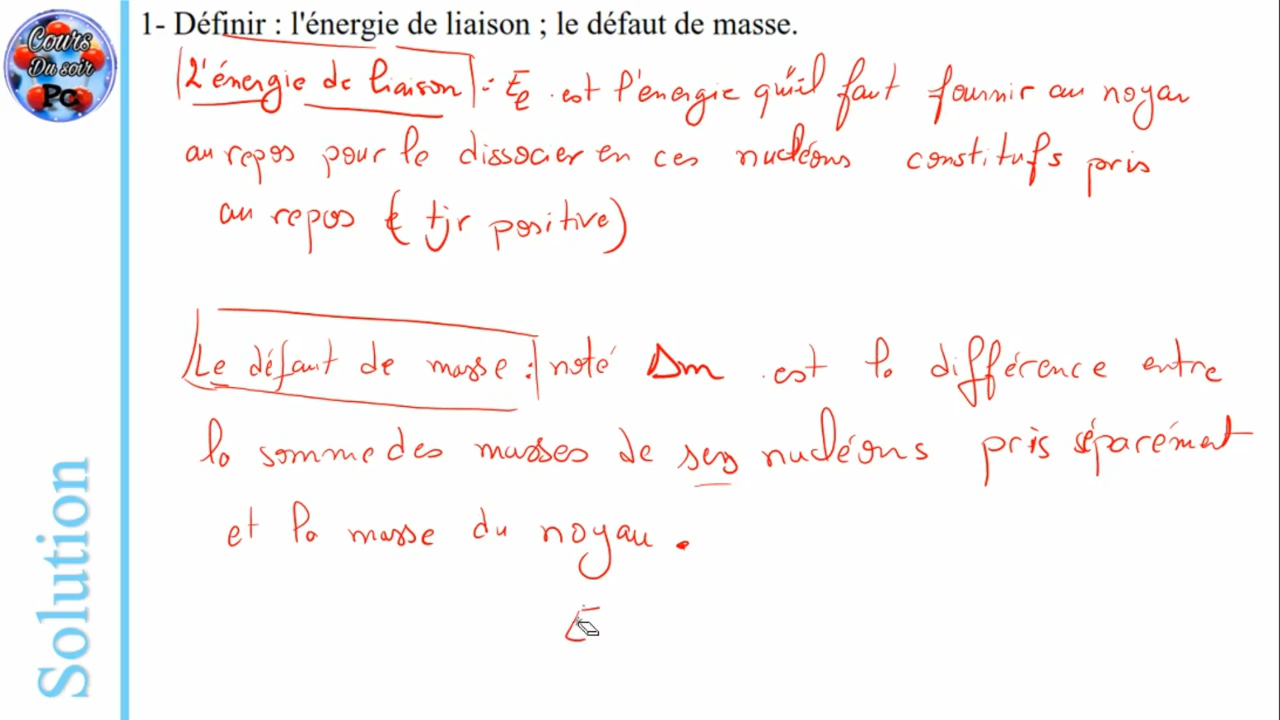 Cours
Du soir
Pc
1- Définir : l'énergie de liaison ; le défaut de masse.
L'énergie de liaison : El est l'énergie qu'il faut fournir au noyau
au repos pour le dissocier en ces nucléons constitufs pris
au repos (tjr positive)
Le défaut de masse : noté Δm est la différence entre
la somme des masses de ses nucléons pris séparément
et la masse du noyau.
E
Solution